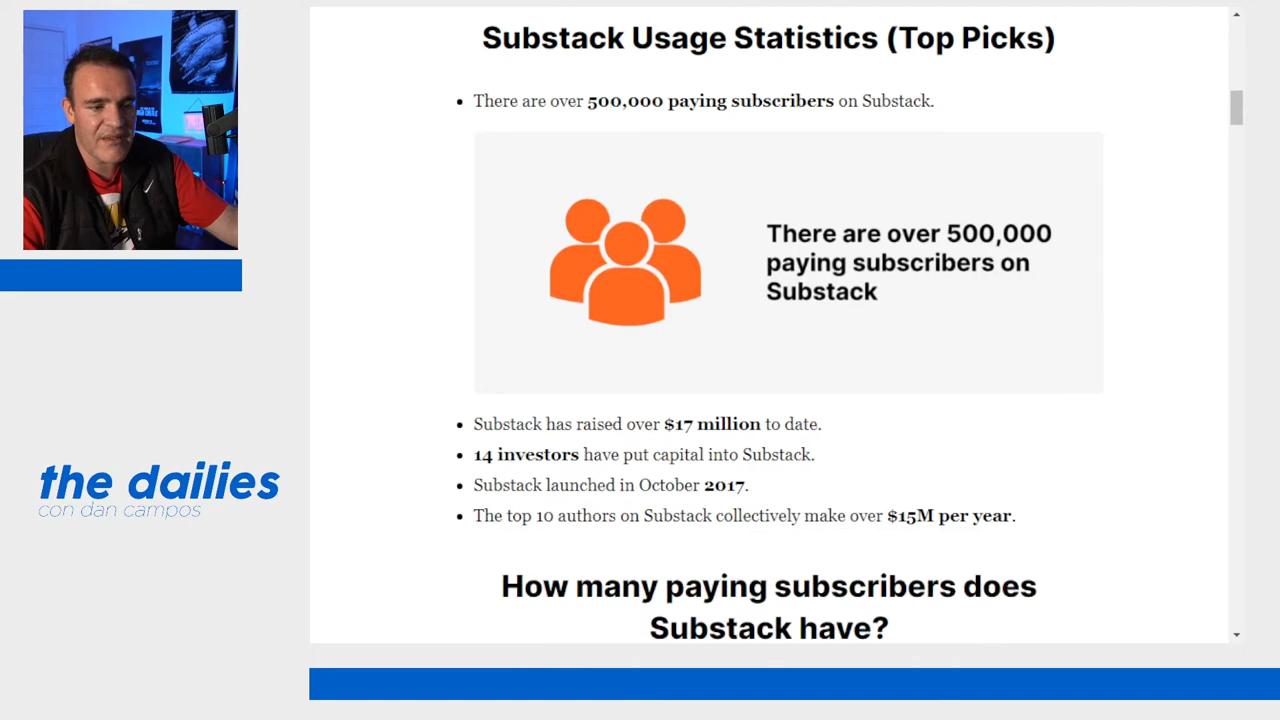 Substack Usage Statistics (Top Picks)
• There are over 500,000 paying subscribers on Substack.
There are over 500,000
paying subscribers on
Substack
• Substack has raised over $17 million to date.
• 14 investors have put capital into Substack.
• Substack launched in October 2017.
• The top 10 authors on Substack collectively make over $15M per year.
How many paying subscribers does
Substack have?
the dailies
con dan campos